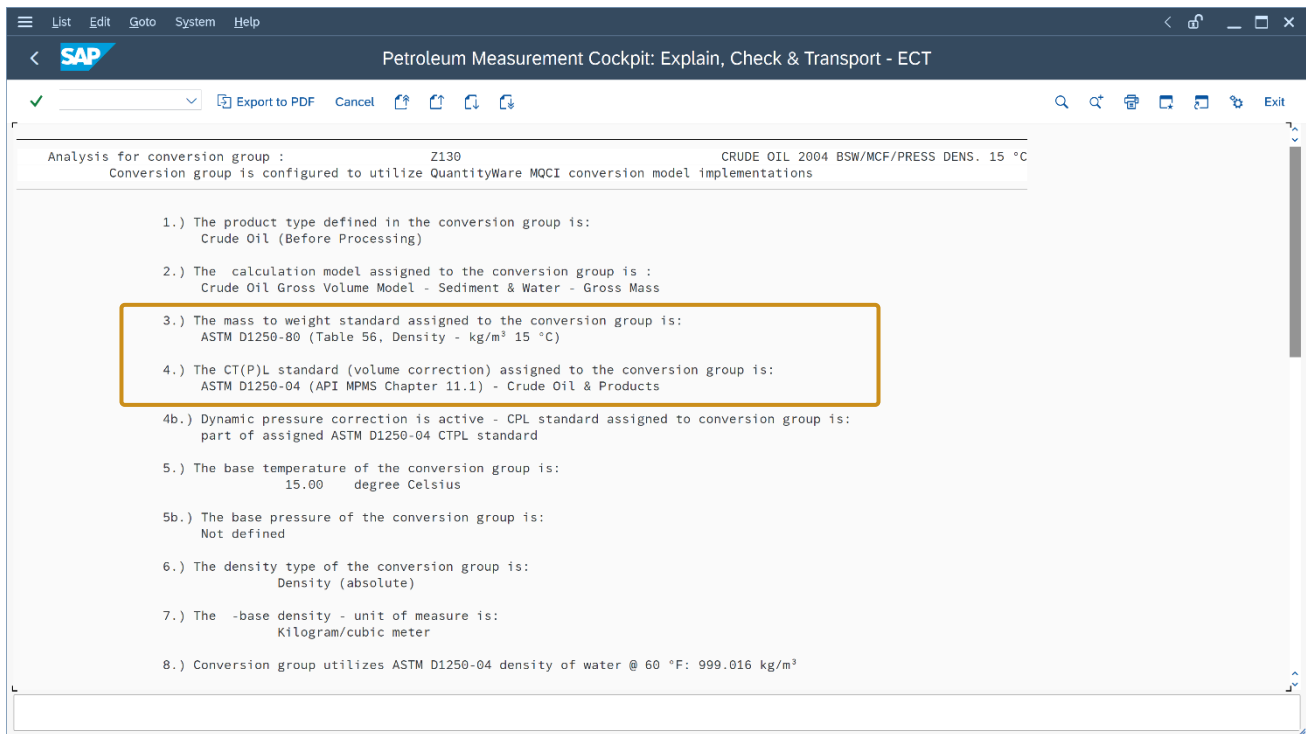 List Edit Goto System Help
SAP Petroleum Measurement Cockpit: Explain, Check & Transport - ECT
Export to PDF Cancel Exit
Analysis for conversion group : Z130 CRUDE OIL 2004 BSW/MCF/PRESS DENS. 15 °C
Conversion group is configured to utilize QuantityWare MQCI conversion model implementations
1.) The product type defined in the conversion group is:
Crude Oil (Before Processing)
2.) The calculation model assigned to the conversion group is :
Crude Oil Gross Volume Model - Sediment & Water - Gross Mass
3.) The mass to weight standard assigned to the conversion group is:
ASTM D1250-80 (Table 56, Density - kg/m³ 15 °C)
4.) The CT(P)L standard (volume correction) assigned to the conversion group is:
ASTM D1250-04 (API MPMS Chapter 11.1) - Crude Oil & Products
4b.) Dynamic pressure correction is active - CPL standard assigned to conversion group is:
part of assigned ASTM D1250-04 CTPL standard
5.) The base temperature of the conversion group is:
15.00 degree Celsius
5b.) The base pressure of the conversion group is:
Not defined
6.) The density type of the conversion group is:
Density (absolute)
7.) The -base density - unit of measure is:
Kilogram/cubic meter
8.) Conversion group utilizes ASTM D1250-04 density of water @ 60 °F: 999.016 kg/m³